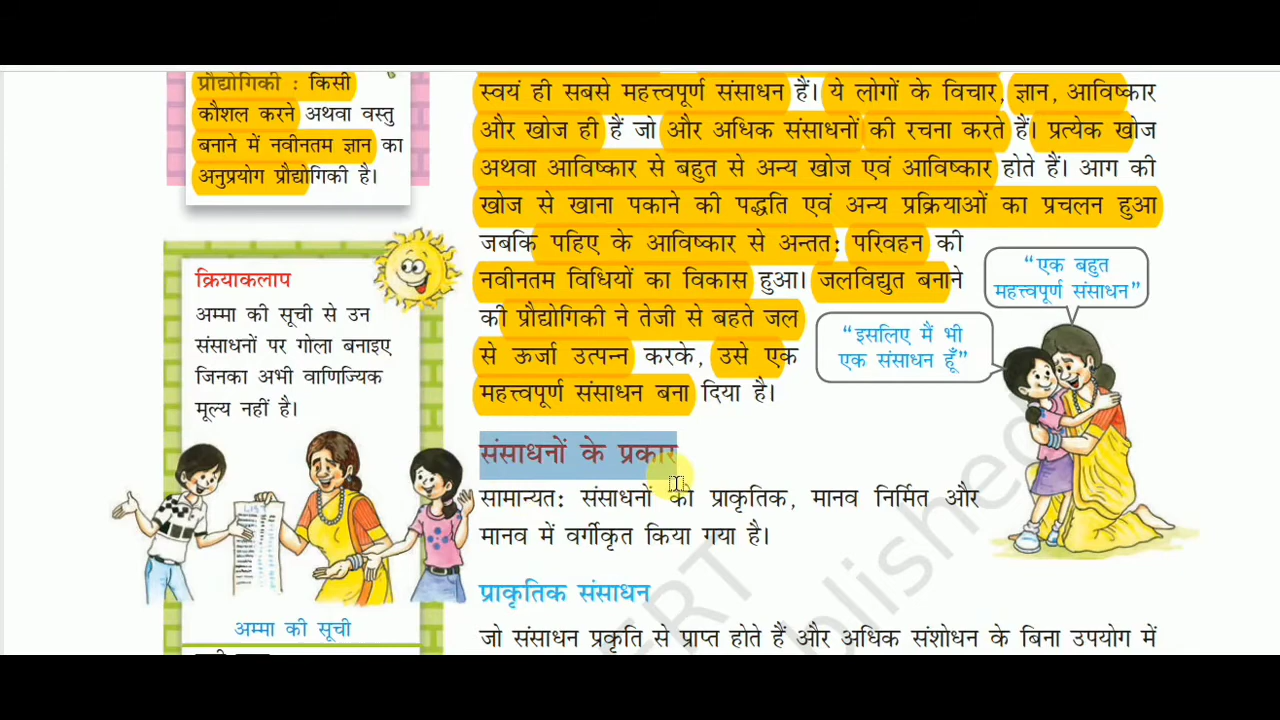 प्रौद्योगिकी : किसी
कौशल करने अथवा वस्तु
बनाने में नवीनतम ज्ञान का
अनुप्रयोग प्रौद्योगिकी है।
स्वयं ही सबसे महत्त्वपूर्ण संसाधन हैं। ये लोगों के विचार, ज्ञान, आविष्कार
और खोज ही हैं जो और अधिक संसाधनों की रचना करते हैं। प्रत्येक खोज
अथवा आविष्कार से बहुत से अन्य खोज एवं आविष्कार होते हैं। आग की
खोज से खाना पकाने की पद्धति एवं अन्य प्रक्रियाओं का प्रचलन हुआ
जबकि पहिए के आविष्कार से अन्तत: परिवहन की
नवीनतम विधियों का विकास हुआ। जलविद्युत बनाने
की प्रौद्योगिकी ने तेजी से बहते जल
से ऊर्जा उत्पन्न करके, उसे एक
महत्त्वपूर्ण संसाधन बना दिया है।
“एक बहुत
महत्त्वपूर्ण संसाधन”
“इसलिए मैं भी
एक संसाधन हूँ”
क्रियाकलाप
अम्मा की सूची से उन
संसाधनों पर गोला बनाइए
जिनका अभी वाणिज्यिक
मूल्य नहीं है।
LIST
अम्मा की सूची
संसाधनों के प्रकार
सामान्यत: संसाधनों को प्राकृतिक, मानव निर्मित और
मानव में वर्गीकृत किया गया है।
प्राकृतिक संसाधन
जो संसाधन प्रकृति से प्राप्त होते हैं और अधिक संशोधन के बिना उपयोग में